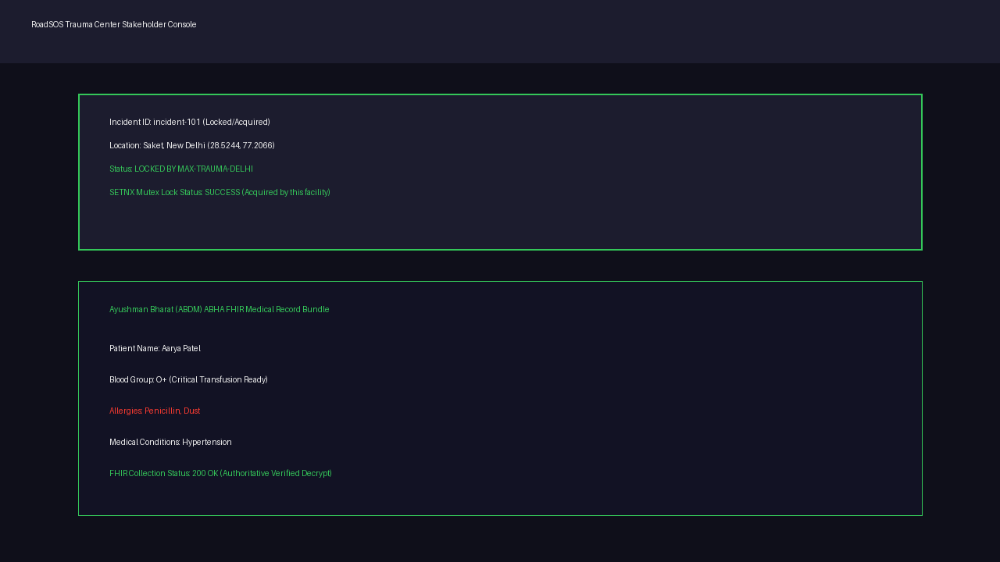 RoadSOS Trauma Center Stakeholder Console
Incident ID: incident-101 (Locked/Acquired)
Location: Saket, New Delhi (28.5244, 77.2066)
Status: LOCKED BY MAX-TRAUMA-DELHI
SETNX Mutex Lock Status: SUCCESS (Acquired by this facility)
Ayushman Bharat (ABDM) ABHA FHIR Medical Record Bundle
Patient Name: Aarya Patel
Blood Group: O+ (Critical Transfusion Ready)
Allergies: Penicillin, Dust
Medical Conditions: Hypertension
FHIR Collection Status: 200 OK (Authoritative Verified Decrypt)